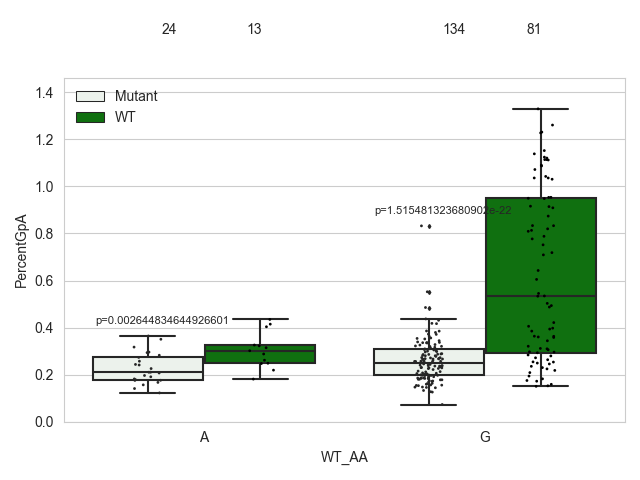 24 13 134 81
1.4
Mutant
WT
1.2
1.0
p=1.515481323680902e-22
0.8
0.6
p=0.002644834644926601
0.4
0.2
0.0
PercentGpA
A G
WT_AA